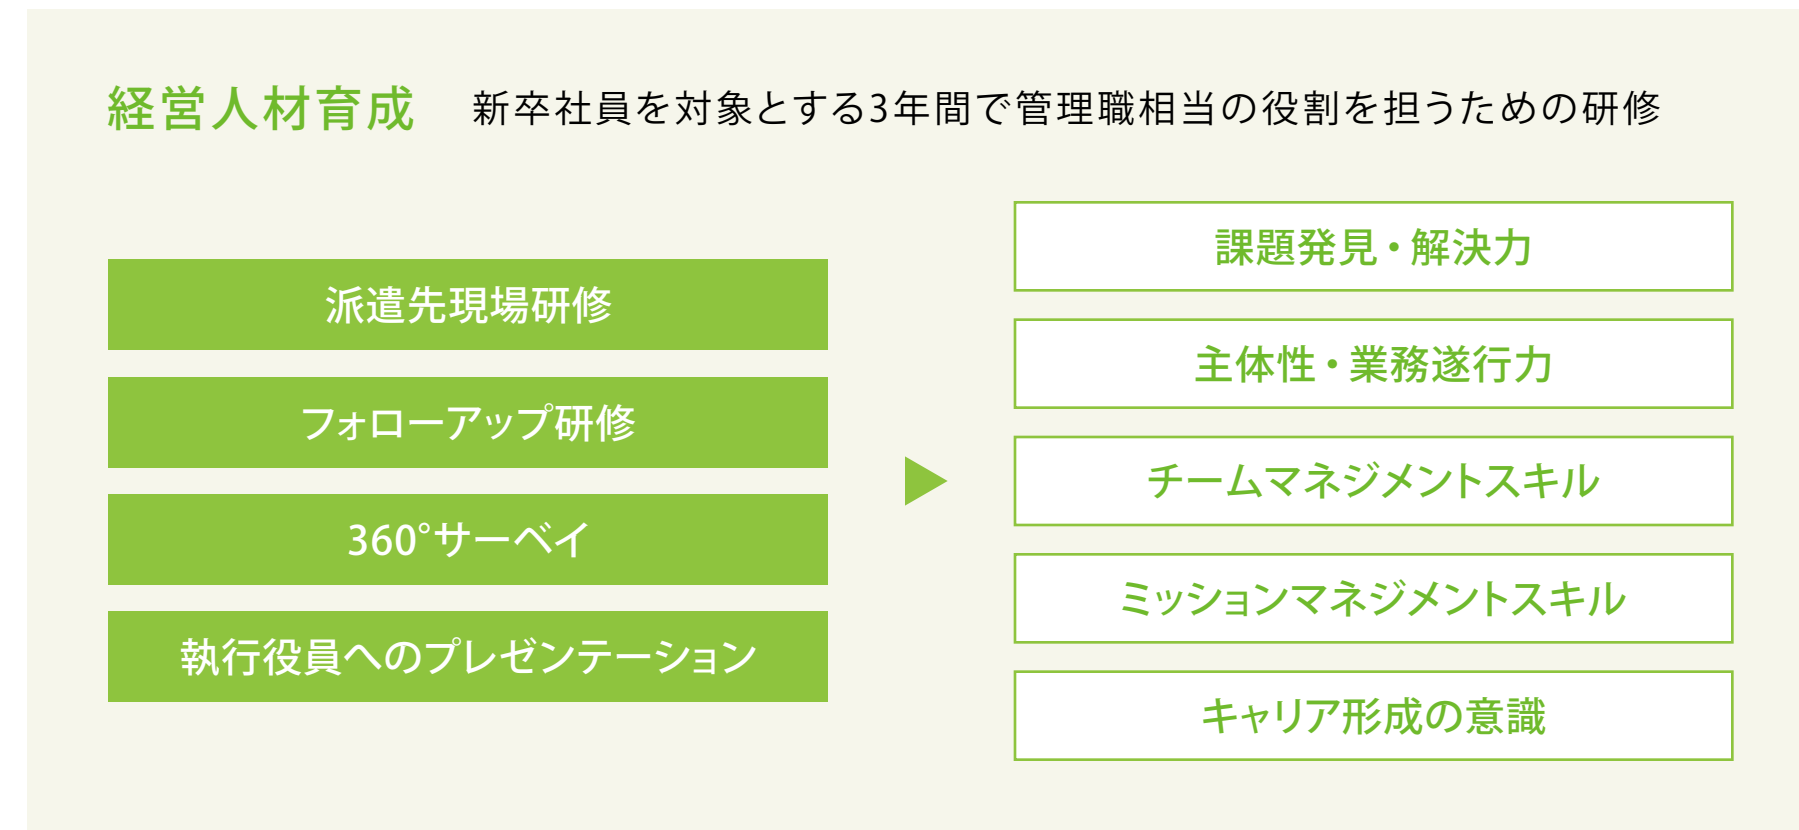 経営人材育成 新卒社員を対象とする3年間で管理職相当の役割を担うための研修
派遣先現場研修
フォローアップ研修
360°サーベイ
執行役員へのプレゼンテーション
課題発見・解決力
主体性・業務遂行力
チームマネジメントスキル
ミッションマネジメントスキル
キャリア形成の意識